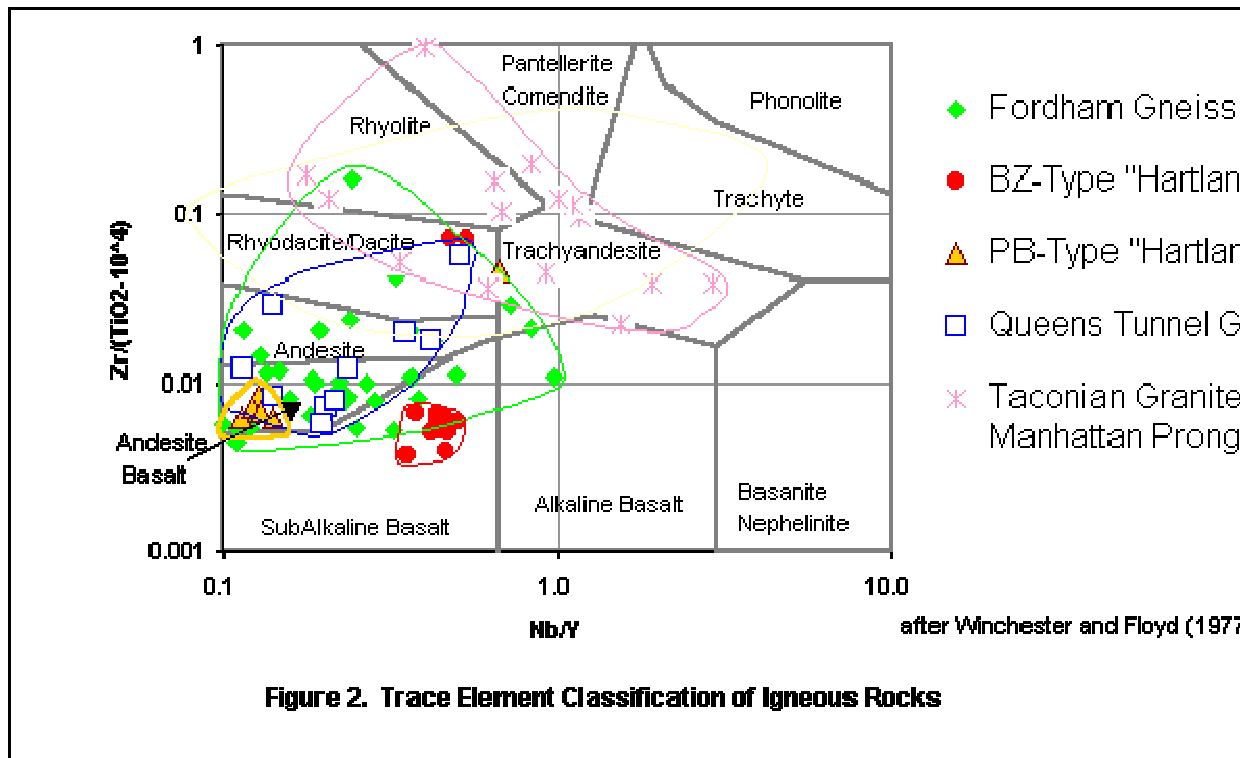 1
Pantellerite
Comendite
Phonolite
Rhyolite
Fordham Gneiss
BZ-Type "Hartlan
0.1
Trachyte
Rhyodacite/Dacite
Trachyandesite
PB-Type "Hartlar
Zr/(TiO2-10^4)
Queens Tunnel G
Andesite
0.01
Taconian Granite
Manhattan Prong
Andesite
Basalt
SubAlkaline Basalt
Alkaline Basalt
Basanite
Nephelinite
0.001
0.1
1.0
10.0
Nb/Y
after Winchester and Floyd (1977
Figure 2. Trace Element Classification of Igneous Rocks